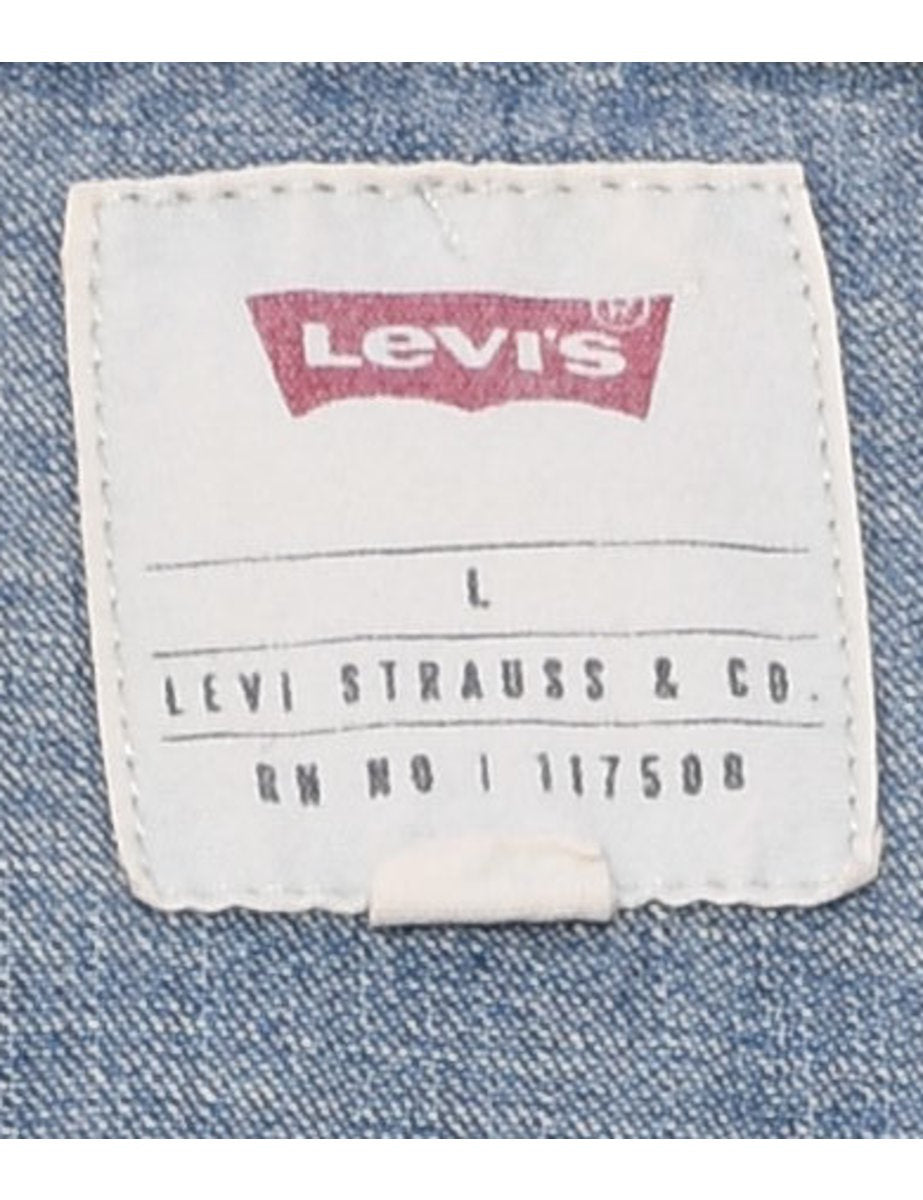 Levi's ®
L
LEVI STRAUSS & CO.
RN NO | 117508